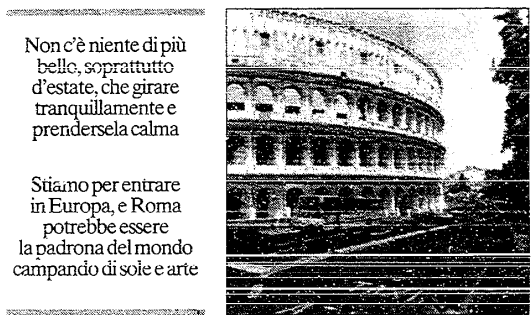 Non c'è niente di più
bello, soprattutto
d'estate, che girare
tranquillamente e
prendersela calma
Stiamo per entrare
in Europa, e Roma
potrebbe essere
la padrona del mondo
campando di sole e arte